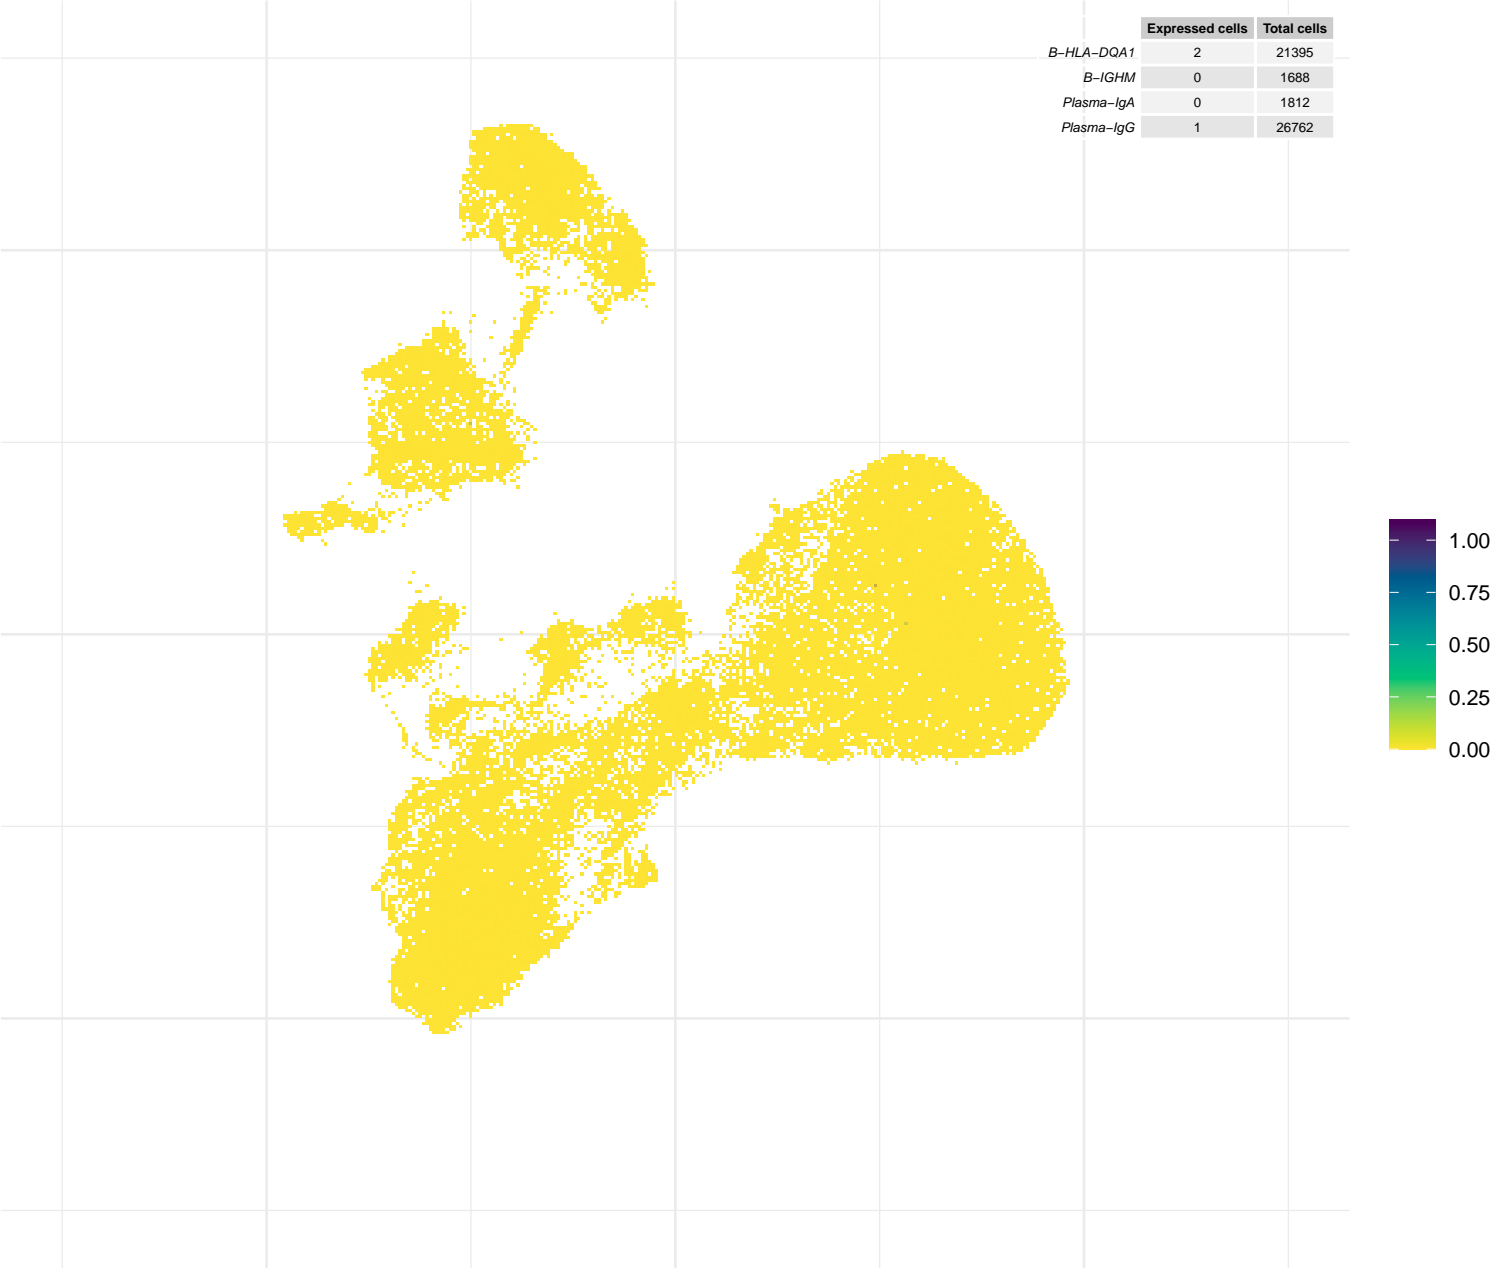 Expressed cells Total cells
B−HLA−DQA1 2 21395
B−IGHM 0 1688
Plasma−IgA 0 1812
Plasma−IgG 1 26762
1.00
0.75
0.50
0.25
0.00